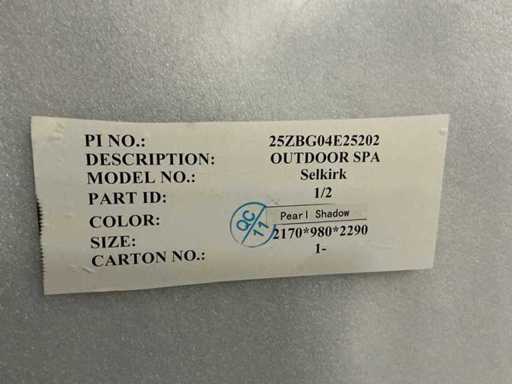 PI NO.: 25ZBG04E25202
DESCRIPTION: OUTDOOR SPA
MODEL NO.: Selkirk
PART ID: 1/2
COLOR: Pearl Shadow
SIZE: 2170*980*2290
CARTON NO.: 1-
QC
11